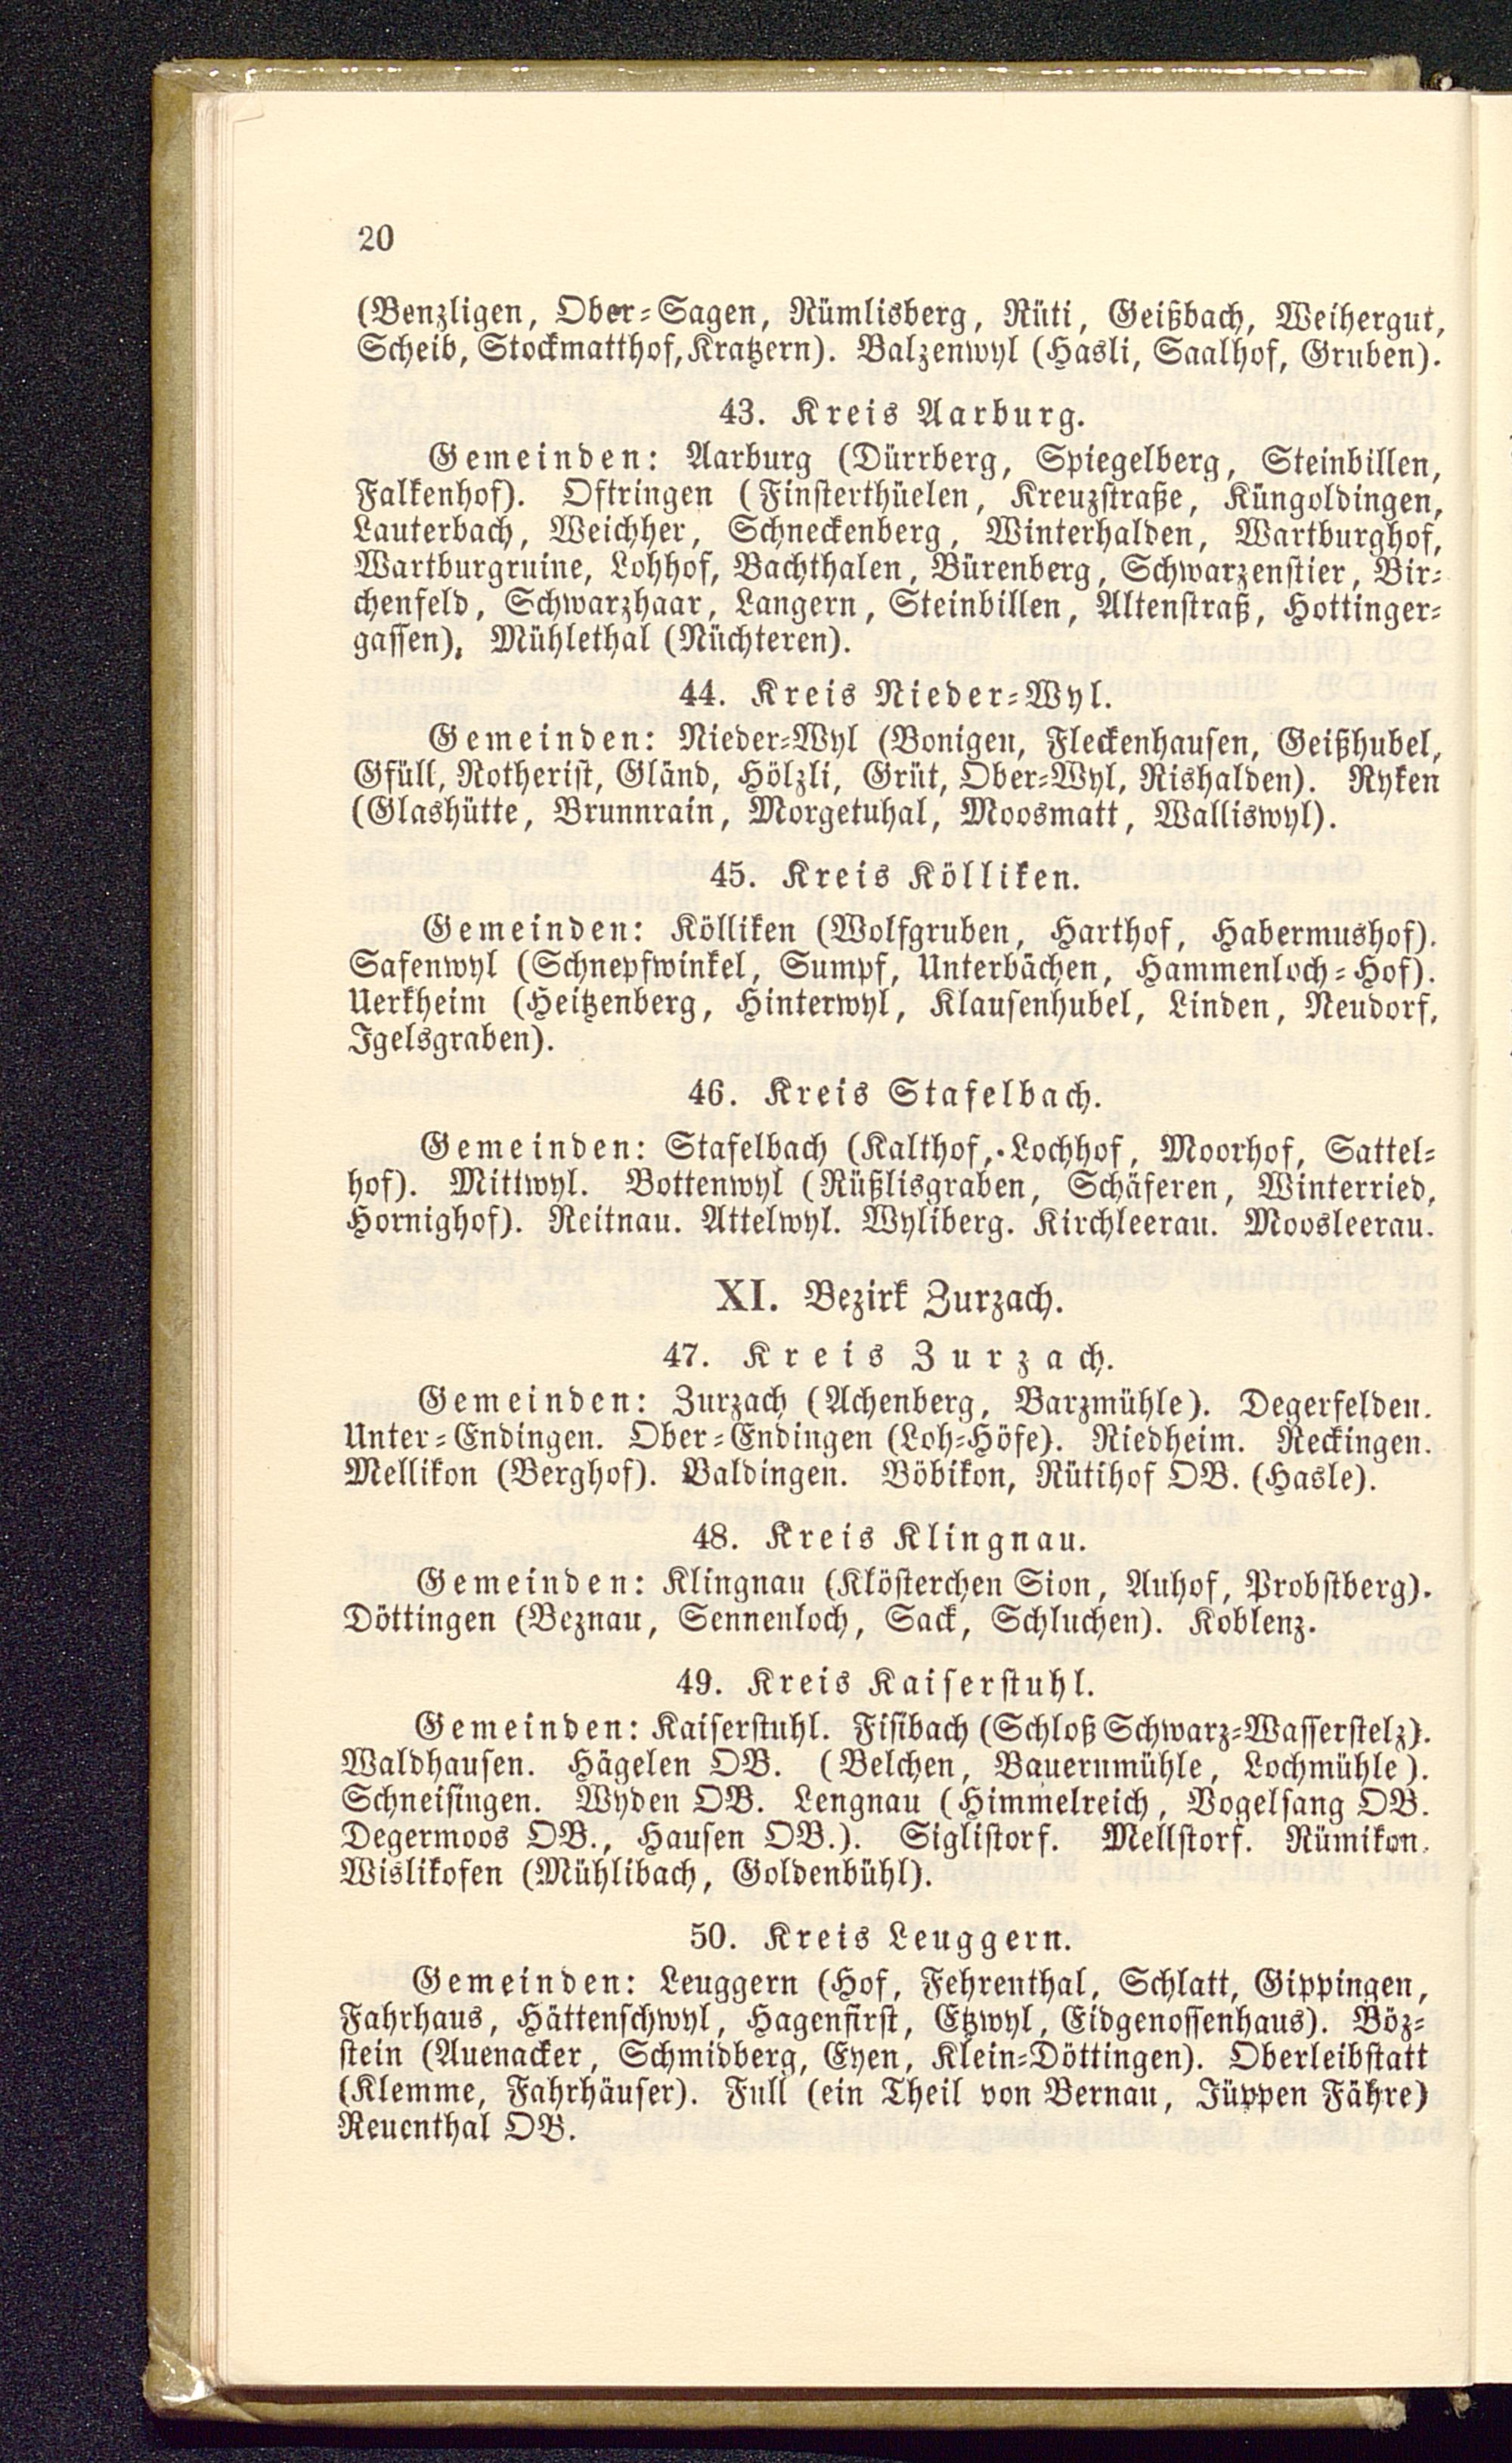 20
(Benzligen, Ober-Sagen, Rümlisberg, Rüti, Geißbach, Weihergut,
Scheib, Stockmatthof, Kratzern). Balzenwyl (Hasli, Saalhof, Gruben).
43. Kreis Aarburg.
Gemeinden: Aarburg (Dürrberg, Spiegelberg, Steinbillen,
Falkenhof). Oftringen (Finsterthüelen, Kreuzstraße, Küngoldingen,
Lauterbach, Weichher, Schneckenberg, Winterhalden, Wartburghof,
Wartburgruine, Lohhof, Bachthalen, Bürenberg, Schwarzenstier, Bir-
chenfeld, Schwarzhaar, Langern, Steinbillen, Altenstraß, Hottinger-
gassen), Mühlethal (Nüchteren).
44. Kreis Nieder-Wyl.
Gemeinden: Nieder-Wyl (Bonigen, Fleckenhausen, Geißhubel,
Gfüll, Rotherist, Gländ, Hölzli, Grüt, Ober-Wyl, Rishalden). Ryken
(Glashütte, Brunnrain, Morgetuhal, Moosmatt, Walliswyl).
45. Kreis Kölliken.
Gemeinden: Kölliken (Wolfgruben, Harthof, Habermushof).
Safenwyl (Schnepfwinkel, Sumpf, Unterbächen, Hammenloch-Hof).
Uerkheim (Heitzenberg, Hinterwyl, Klausenhubel, Linden, Neudorf,
Igelsgraben).
46. Kreis Stafelbach.
Gemeinden: Stafelbach (Kalthof, Lochhof, Moorhof, Sattel-
hof). Mittwyl. Bottenwyl (Rüßlisgraben, Schäferen, Winterried,
Hornighof). Reitnau. Attelwyl. Wyliberg. Kirchleerau. Moosleerau.
XI. Bezirk Zurzach.
47. Kreis Zurzach.
Gemeinden: Zurzach (Achenberg, Barzmühle). Degerfelden.
Unter-Endingen. Ober-Endingen (Loh-Höfe). Riedheim. Reckingen.
Mellikon (Berghof). Baldingen. Böbikon, Rütihof OB. (Hasle).
48. Kreis Klingnau.
Gemeinden: Klingnau (Klösterchen Sion, Auhof, Probstberg).
Döttingen (Beznau, Sennenloch, Sack, Schluchen). Koblenz.
49. Kreis Kaiserstuhl.
Gemeinden: Kaiserstuhl. Fisibach (Schloß Schwarz-Wasserstelz).
Waldhausen. Hägelen OB. (Belchen, Bauernmühle, Lochmühle).
Schneisingen. Wyden OB. Lengnau (Himmelreich, Vogelsang OB.
Degermoos OB., Hausen OB.). Siglistorf. Mellstorf. Rümikon.
Wislikofen (Mühlibach, Goldenbühl).
50. Kreis Leuggern.
Gemeinden: Leuggern (Hof, Fehrenthal, Schlatt, Gippingen,
Fahrhaus, Hättenschwyl, Hagenfirst, Etzwyl, Eidgenossenhaus). Böz-
stein (Auenacker, Schmidberg, Eyen, Klein-Döttingen). Oberleibstatt
(Klemme, Fahrhäuser). Full (ein Theil von Bernau, Jüppen Fähre)
Reuenthal OB.